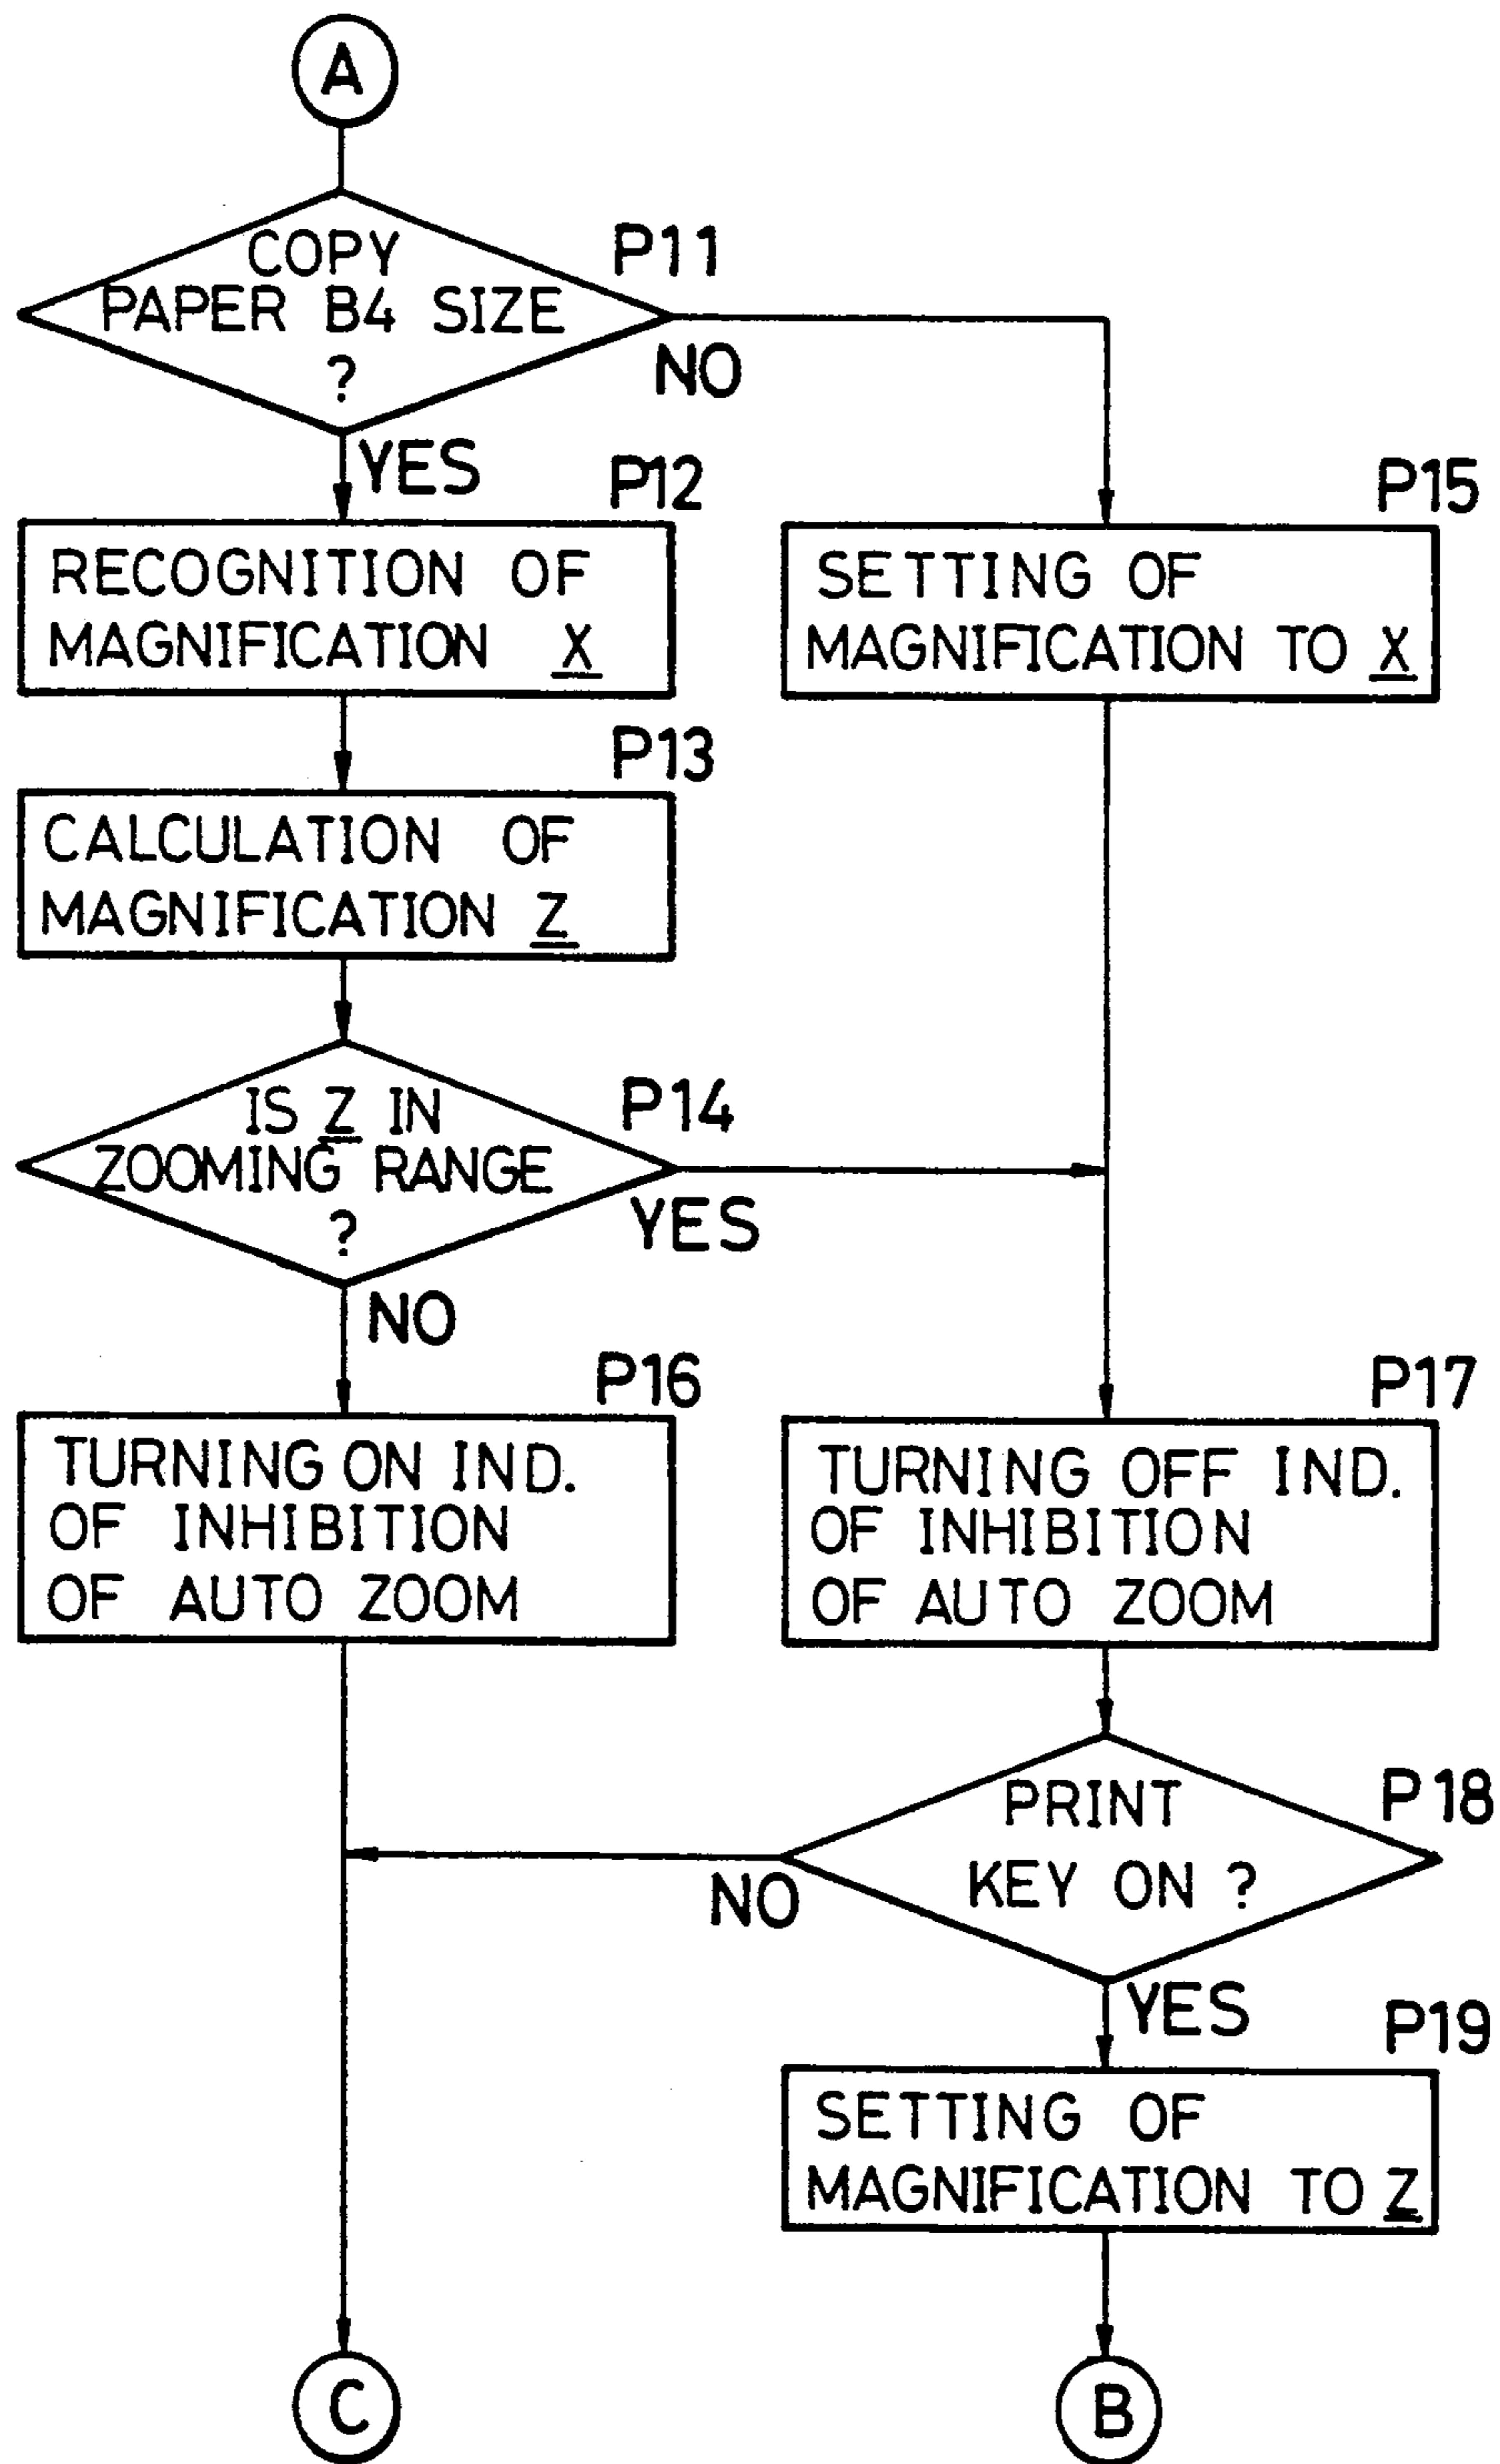 A
COPY
PAPER B4 SIZE
?
P11
NO
YES
P12
RECOGNITION OF
MAGNIFICATION X
P15
SETTING OF
MAGNIFICATION TO X
P13
CALCULATION OF
MAGNIFICATION Z
IS Z IN
ZOOMING RANGE
?
P14
YES
NO
P16
TURNING ON IND.
OF INHIBITION
OF AUTO ZOOM
P17
TURNING OFF IND.
OF INHIBITION
OF AUTO ZOOM
PRINT
KEY ON ?
P18
NO
YES
P19
SETTING OF
MAGNIFICATION TO Z
C
B